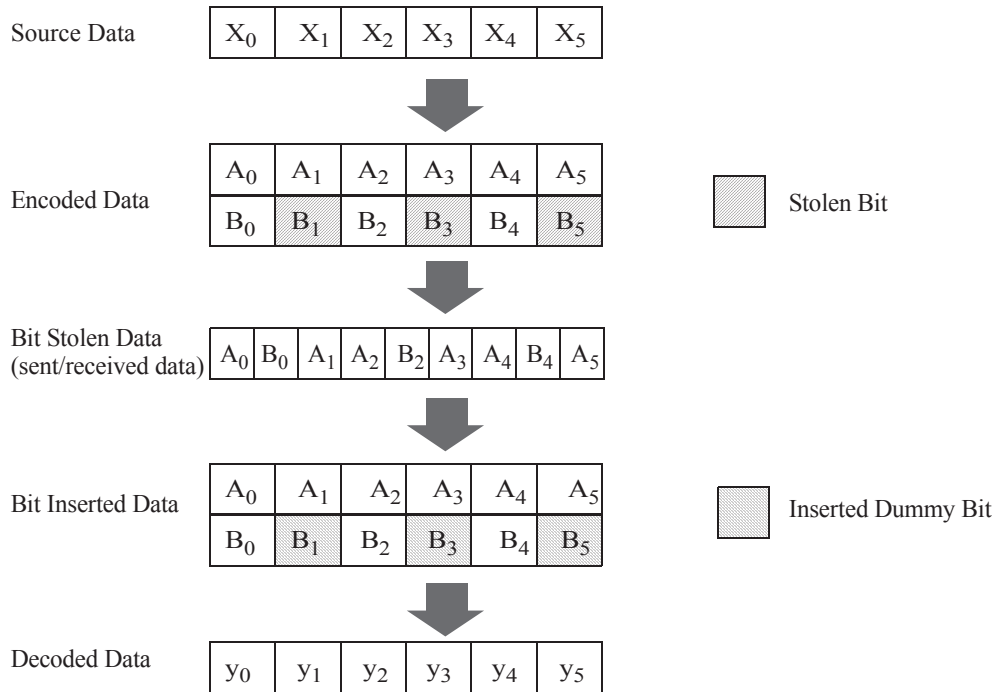 Source Data X0 X1 X2 X3 X4 X5
A0 A1 A2 A3 A4 A5
Encoded Data
B0 B1 B2 B3 B4 B5
Stolen Bit
Bit Stolen Data
(sent/received data)
A0 B0 A1 A2 B2 A3 A4 B4 A5
Bit Inserted Data
A0 A1 A2 A3 A4 A5
B0 B1 B2 B3 B4 B5
Inserted Dummy Bit
Decoded Data y0 y1 y2 y3 y4 y5